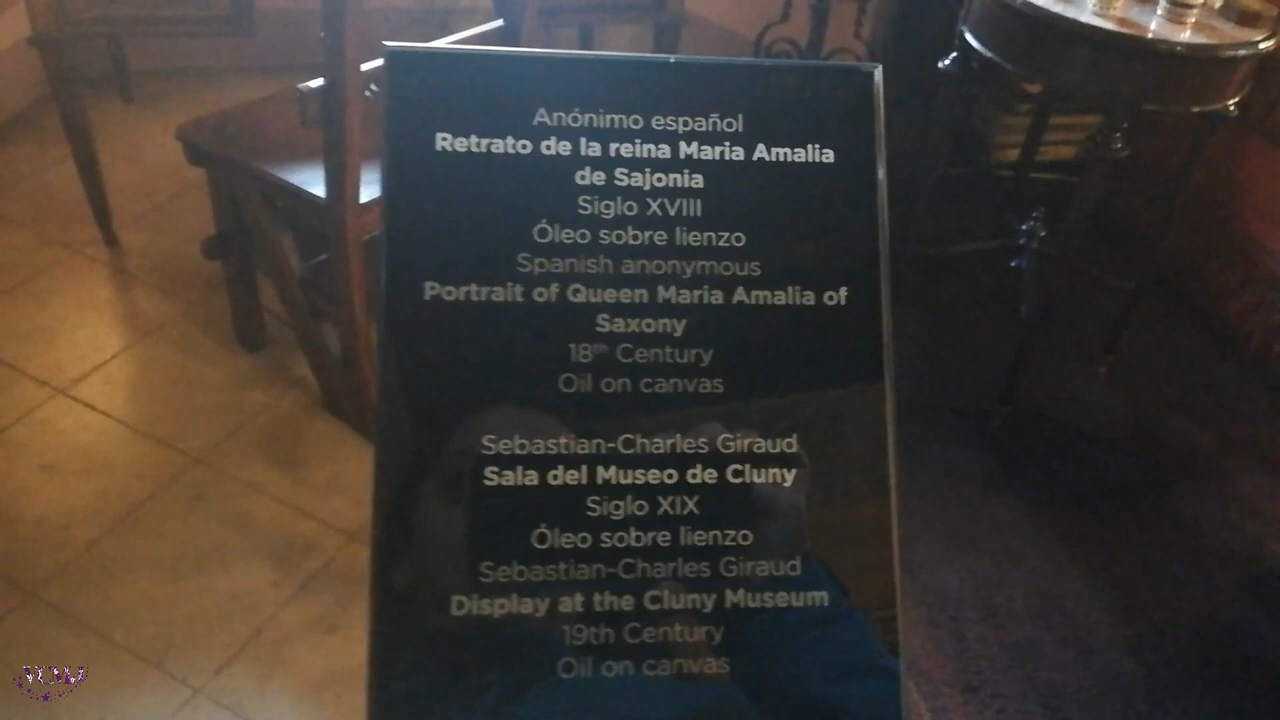 Anónimo español
Retrato de la reina Maria Amalia
de Sajonia
Siglo XVIII
Óleo sobre lienzo
Spanish anonymous
Portrait of Queen Maria Amalia of
Saxony
18th Century
Oil on canvas
Sebastian-Charles Giraud
Sala del Museo de Cluny
Siglo XIX
Óleo sobre lienzo
Sebastian-Charles Giraud
Display at the Cluny Museum
19th Century
Oil on canvas